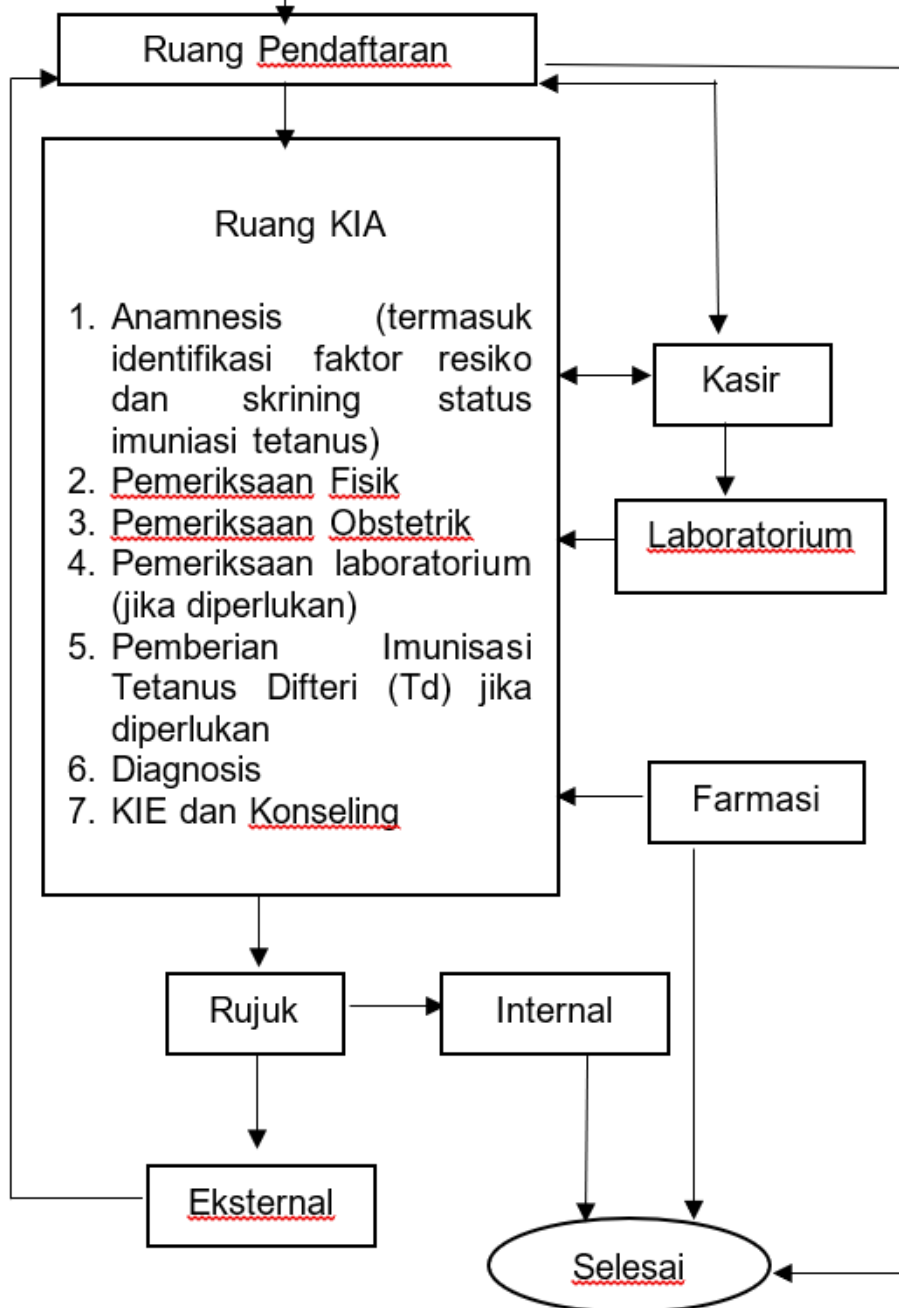 Ruang Pendaftaran
Ruang KIA
1. Anamnesis (termasuk
identifikasi faktor resiko
dan skrining status
imuniasi tetanus)
2. Pemeriksaan Fisik
3. Pemeriksaan Obstetrik
4. Pemeriksaan laboratorium
(jika diperlukan)
5. Pemberian Imunisasi
Tetanus Difteri (Td) jika
diperlukan
6. Diagnosis
7. KIE dan Konseling
Kasir
Laboratorium
Farmasi
Rujuk
Internal
Eksternal
Selesai